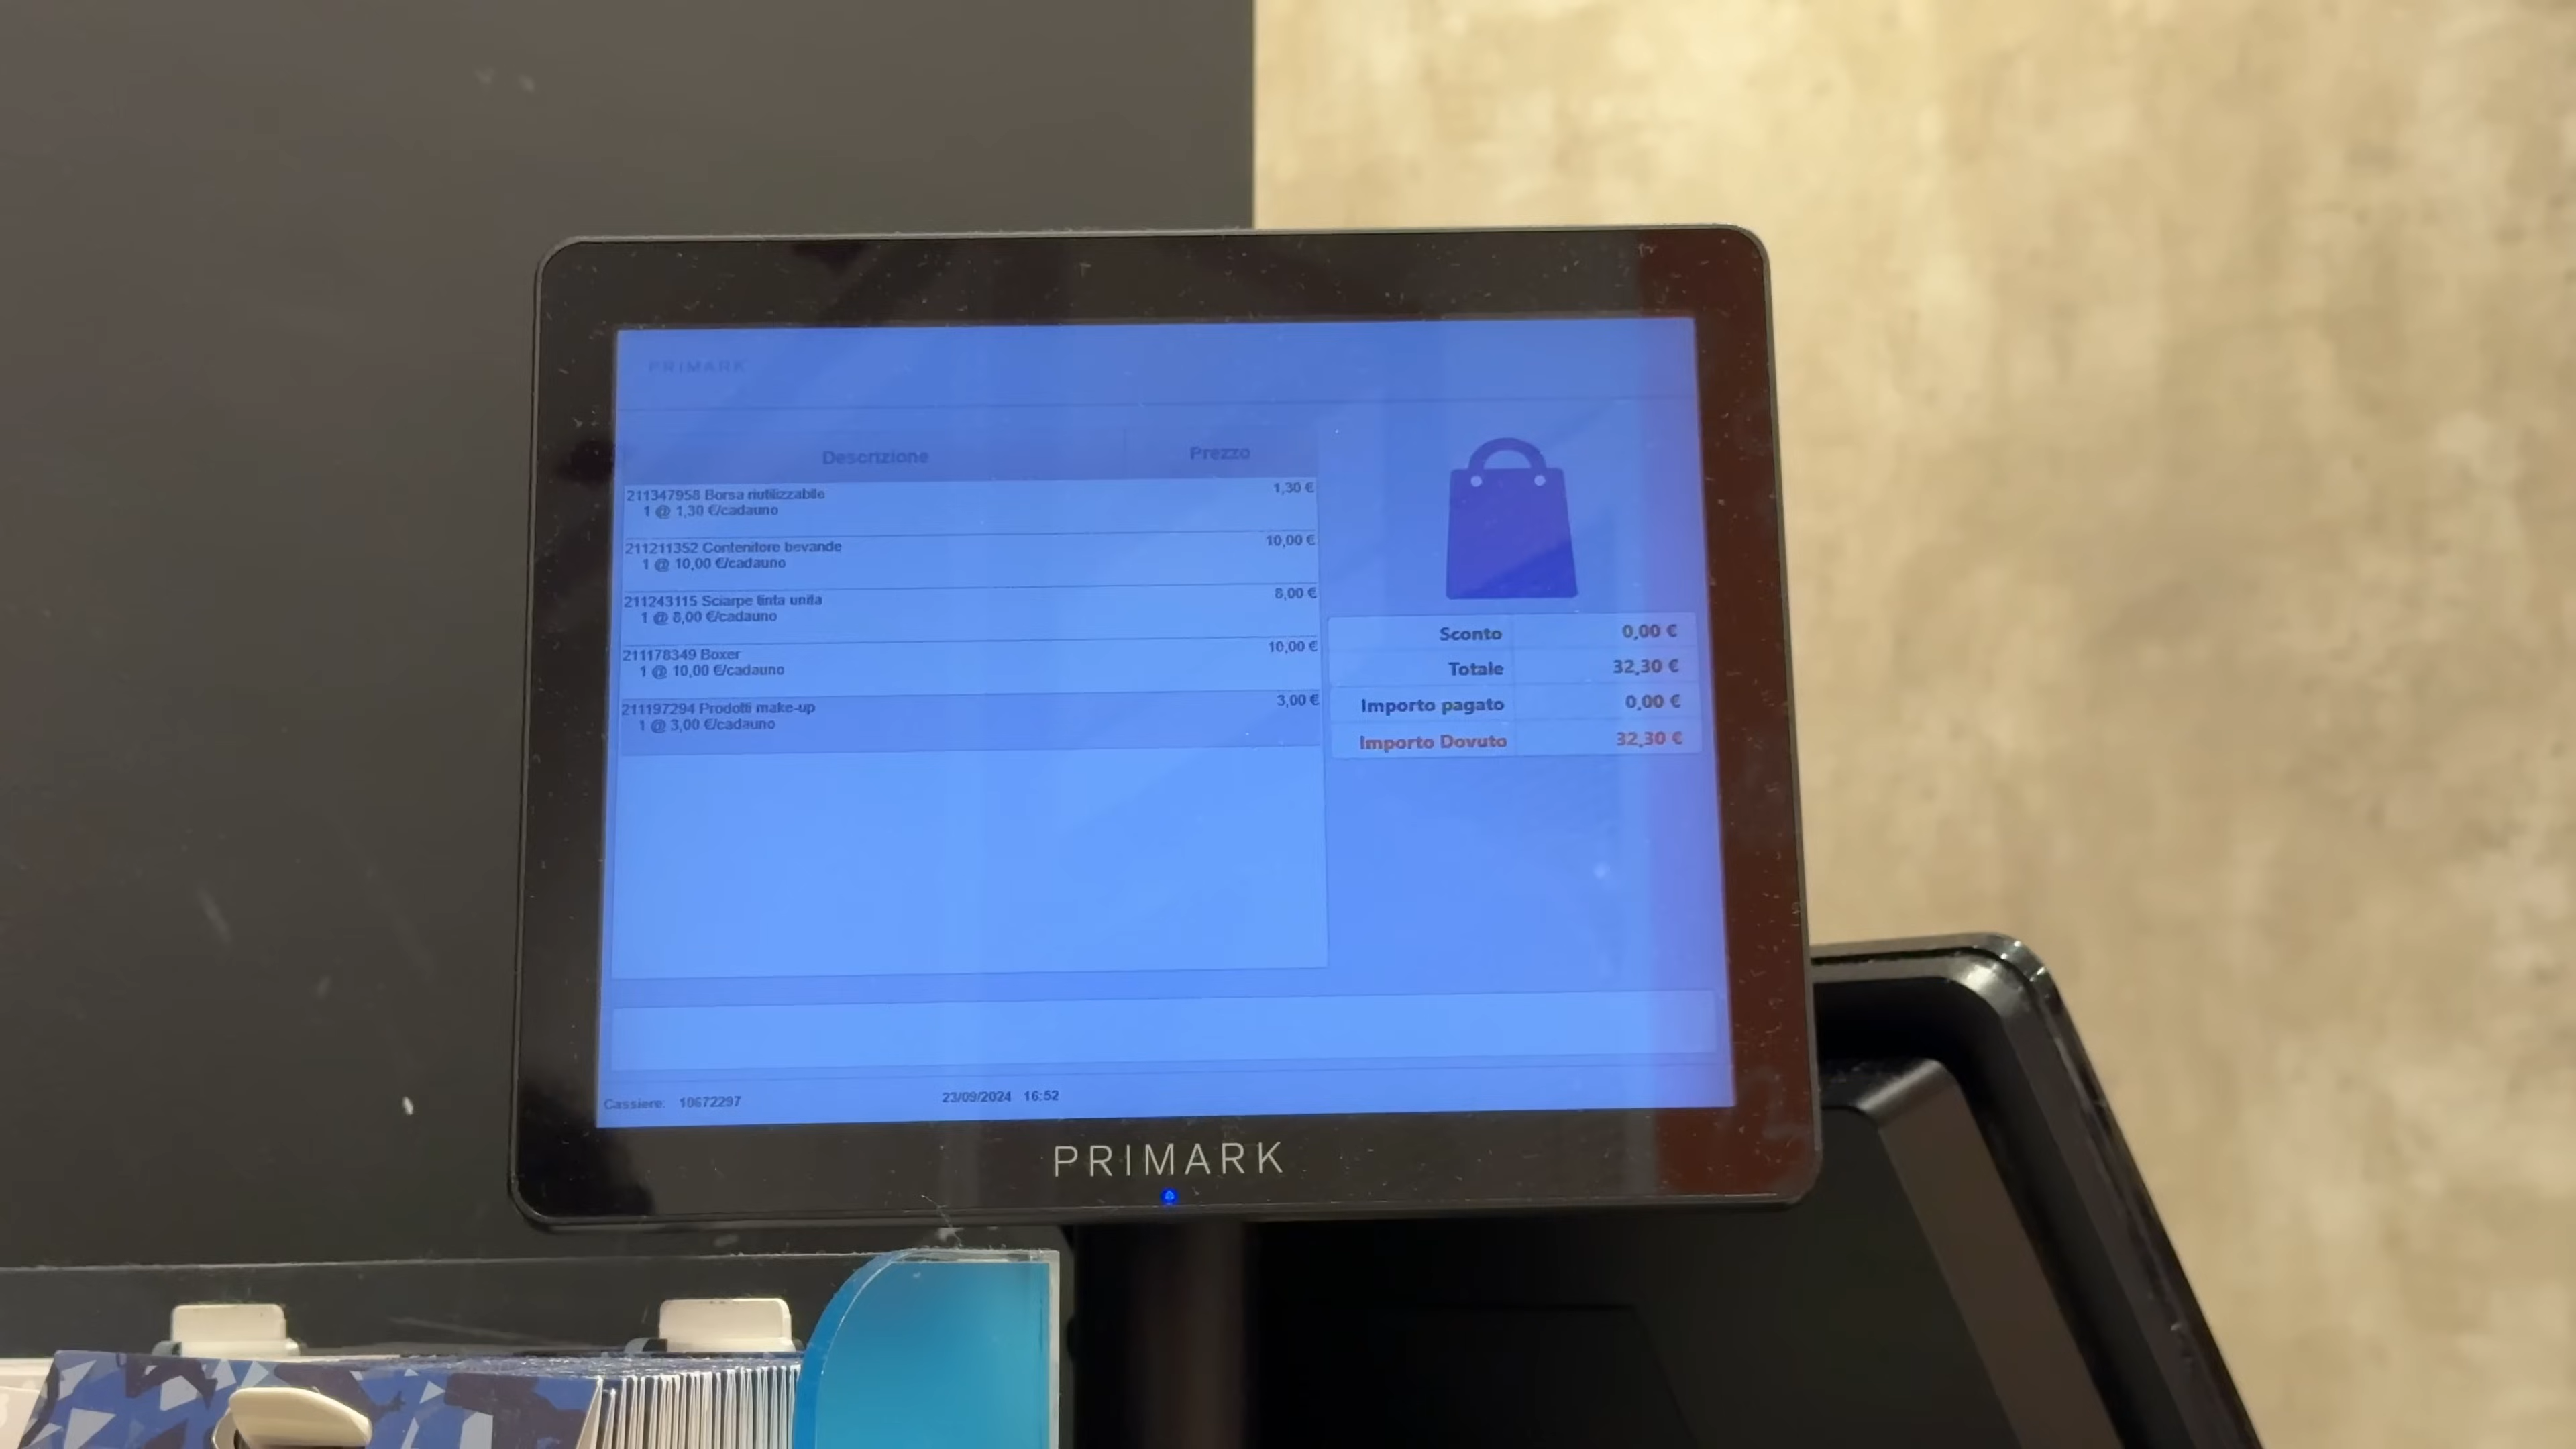 PRIMARK
Descrizione Prezzo
211347958 Borsa riutilizzabile 1,30 €
1 @ 1,30 €/cadauno
211211352 Contenitore bevande 10,00 €
1 @ 10,00 €/cadauno
211243115 Sciarpe tinta unita 8,00 €
1 @ 8,00 €/cadauno
211178349 Boxer 10,00 €
1 @ 10,00 €/cadauno
211197294 Prodotti make-up 3,00 €
1 @ 3,00 €/cadauno
Sconto 0,00 €
Totale 32,30 €
Importo pagato 0,00 €
Importo Dovuto 32,30 €
Cassiere: 10672297 23/09/2024 16:52
PRIMARK